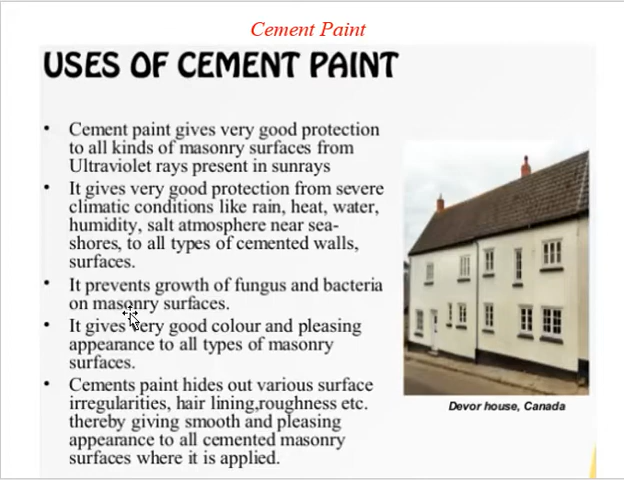 Cement Paint
USES OF CEMENT PAINT
• Cement paint gives very good protection
to all kinds of masonry surfaces from
Ultraviolet rays present in sunrays
• It gives very good protection from severe
climatic conditions like rain, heat, water,
humidity, salt atmosphere near sea-
shores, to all types of cemented walls,
surfaces.
• It prevents growth of fungus and bacteria
on masonry surfaces.
• It gives very good colour and pleasing
appearance to all types of masonry
surfaces.
• Cements paint hides out various surface
irregularities, hair lining,roughness etc.
thereby giving smooth and pleasing
appearance to all cemented masonry
surfaces where it is applied.
Devor house, Canada